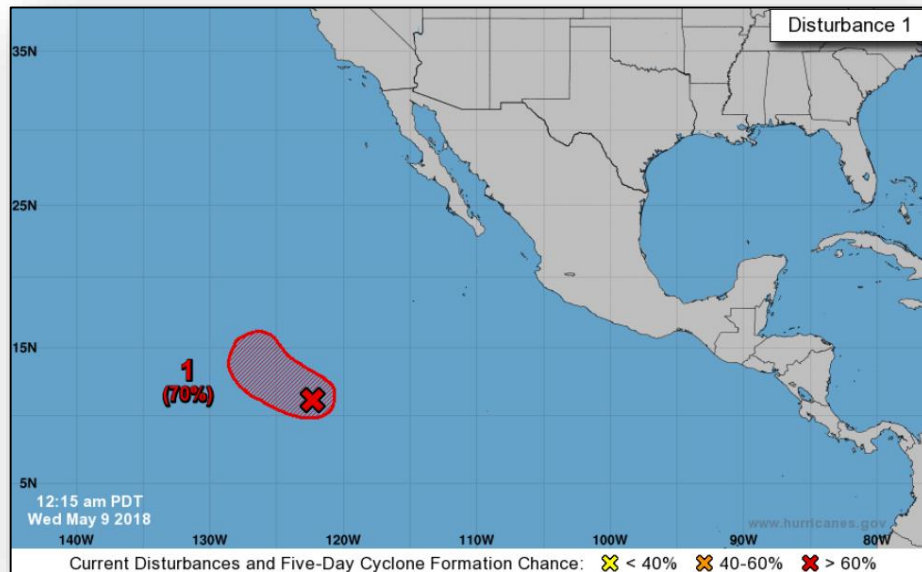 Disturbance 1
35N
25N
15N
1
(70%)
5N
12:15 am PDT
Wed May 9 2018
www.hurricanes.gov
140W 130W 120W 110W 100W 90W 80W
Current Disturbances and Five-Day Cyclone Formation Chance: < 40% 40-60% > 60%